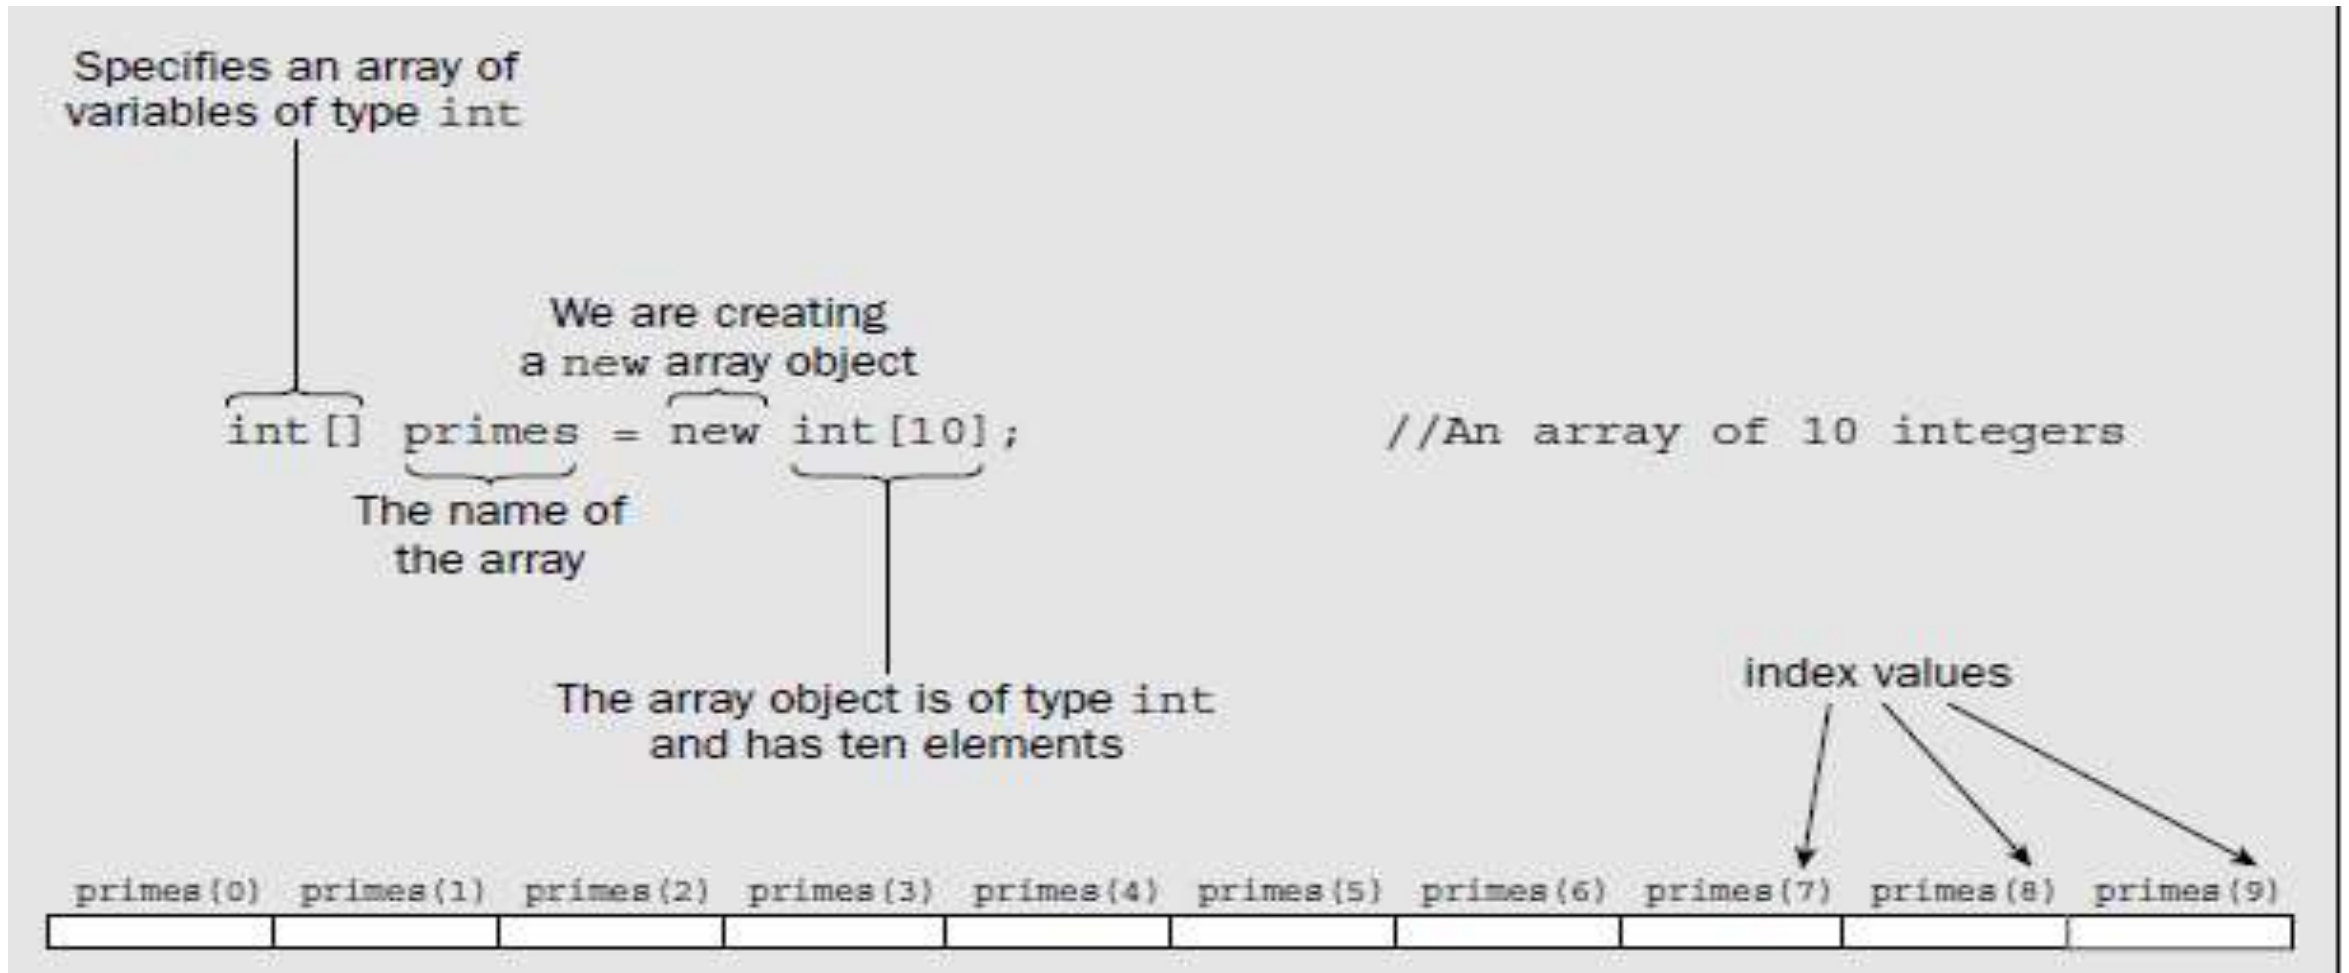 Specifies an array of
variables of type int
We are creating
a new array object
int[] primes = new int[10]; //An array of 10 integers
The name of
the array
The array object is of type int
and has ten elements
index values
primes(0) primes(1) primes(2) primes(3) primes(4) primes(5) primes(6) primes(7) primes(8) primes(9)